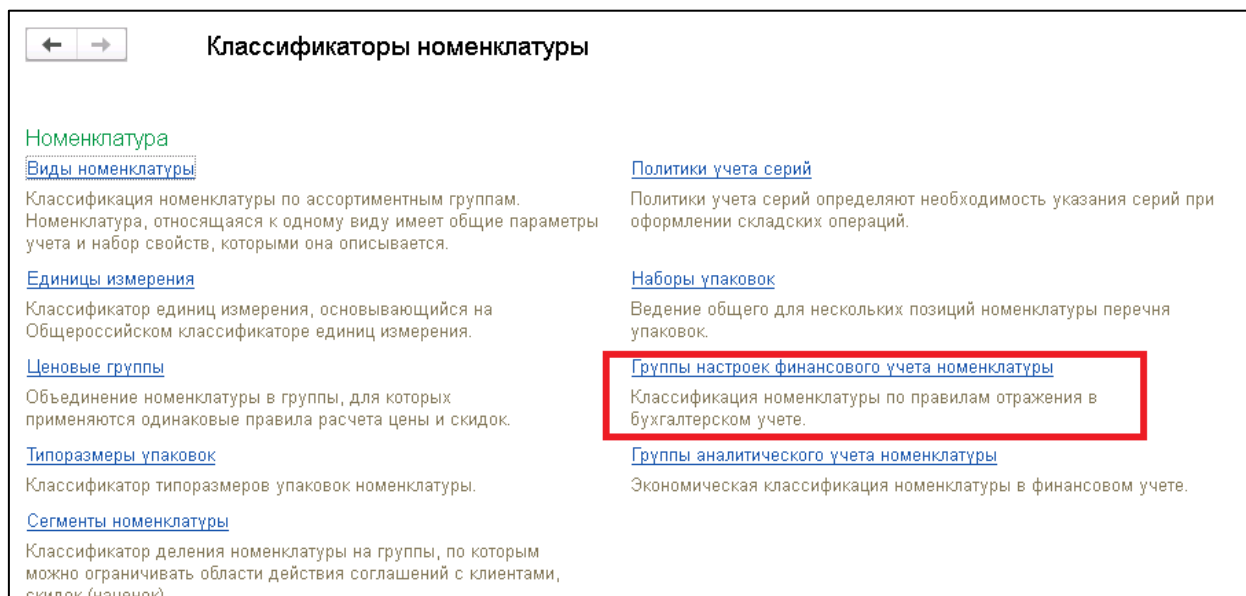 Классификаторы номенклатуры
Номенклатура
Виды номенклатуры
Классификация номенклатуры по ассортиментным группам.
Номенклатура, относящаяся к одному виду имеет общие параметры
учета и набор свойств, которыми она описывается.
Единицы измерения
Классификатор единиц измерения, основывающийся на
Общероссийском классификаторе единиц измерения.
Ценовые группы
Объединение номенклатуры в группы, для которых
применяются одинаковые правила расчета цены и скидок.
Типоразмеры упаковок
Классификатор типоразмеров упаковок номенклатуры.
Сегменты номенклатуры
Классификатор деления номенклатуры на группы, по которым
можно ограничивать области действия соглашений с клиентами,
скидок (наценок)
Политики учета серий
Политики учета серий определяют необходимость указания серий при
оформлении складских операций.
Наборы упаковок
Ведение общего для нескольких позиций номенклатуры перечня
упаковок.
Группы настроек финансового учета номенклатуры
Классификация номенклатуры по правилам отражения в
бухгалтерском учете.
Группы аналитического учета номенклатуры
Экономическая классификация номенклатуры в финансовом учете.